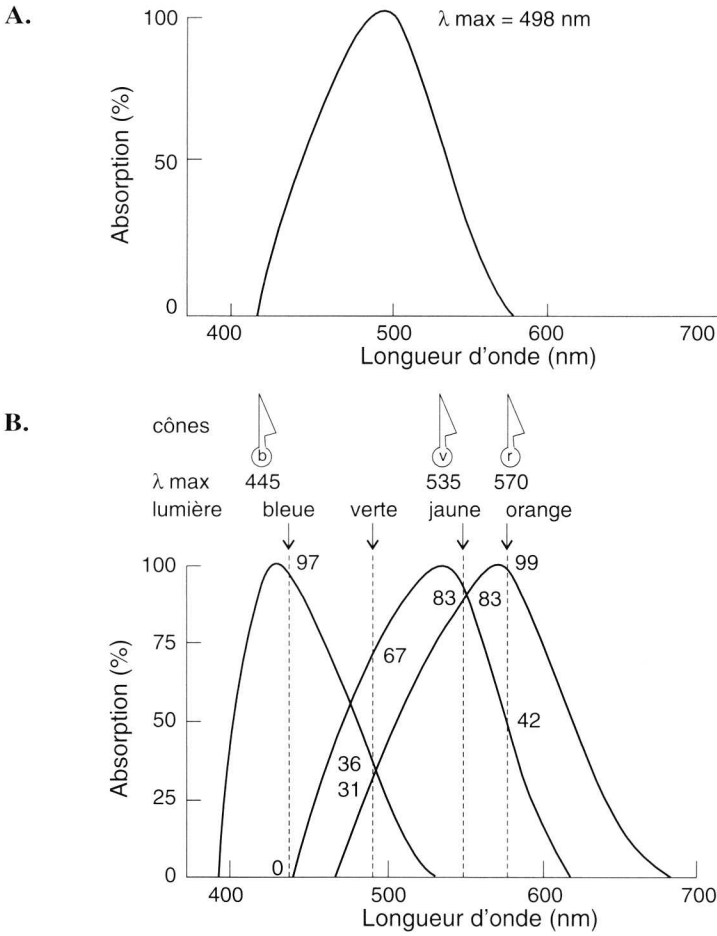 A.
λ max = 498 nm
Absorption (%)
100
50
0
400 500 600 700
Longueur d'onde (nm)
B.
cônes
b v r
λ max 445 535 570
lumière bleue verte jaune orange
Absorption (%)
100 97 99
83 83
75
67
50 42
36
31
25
0 0
400 500 600 700
Longueur d'onde (nm)